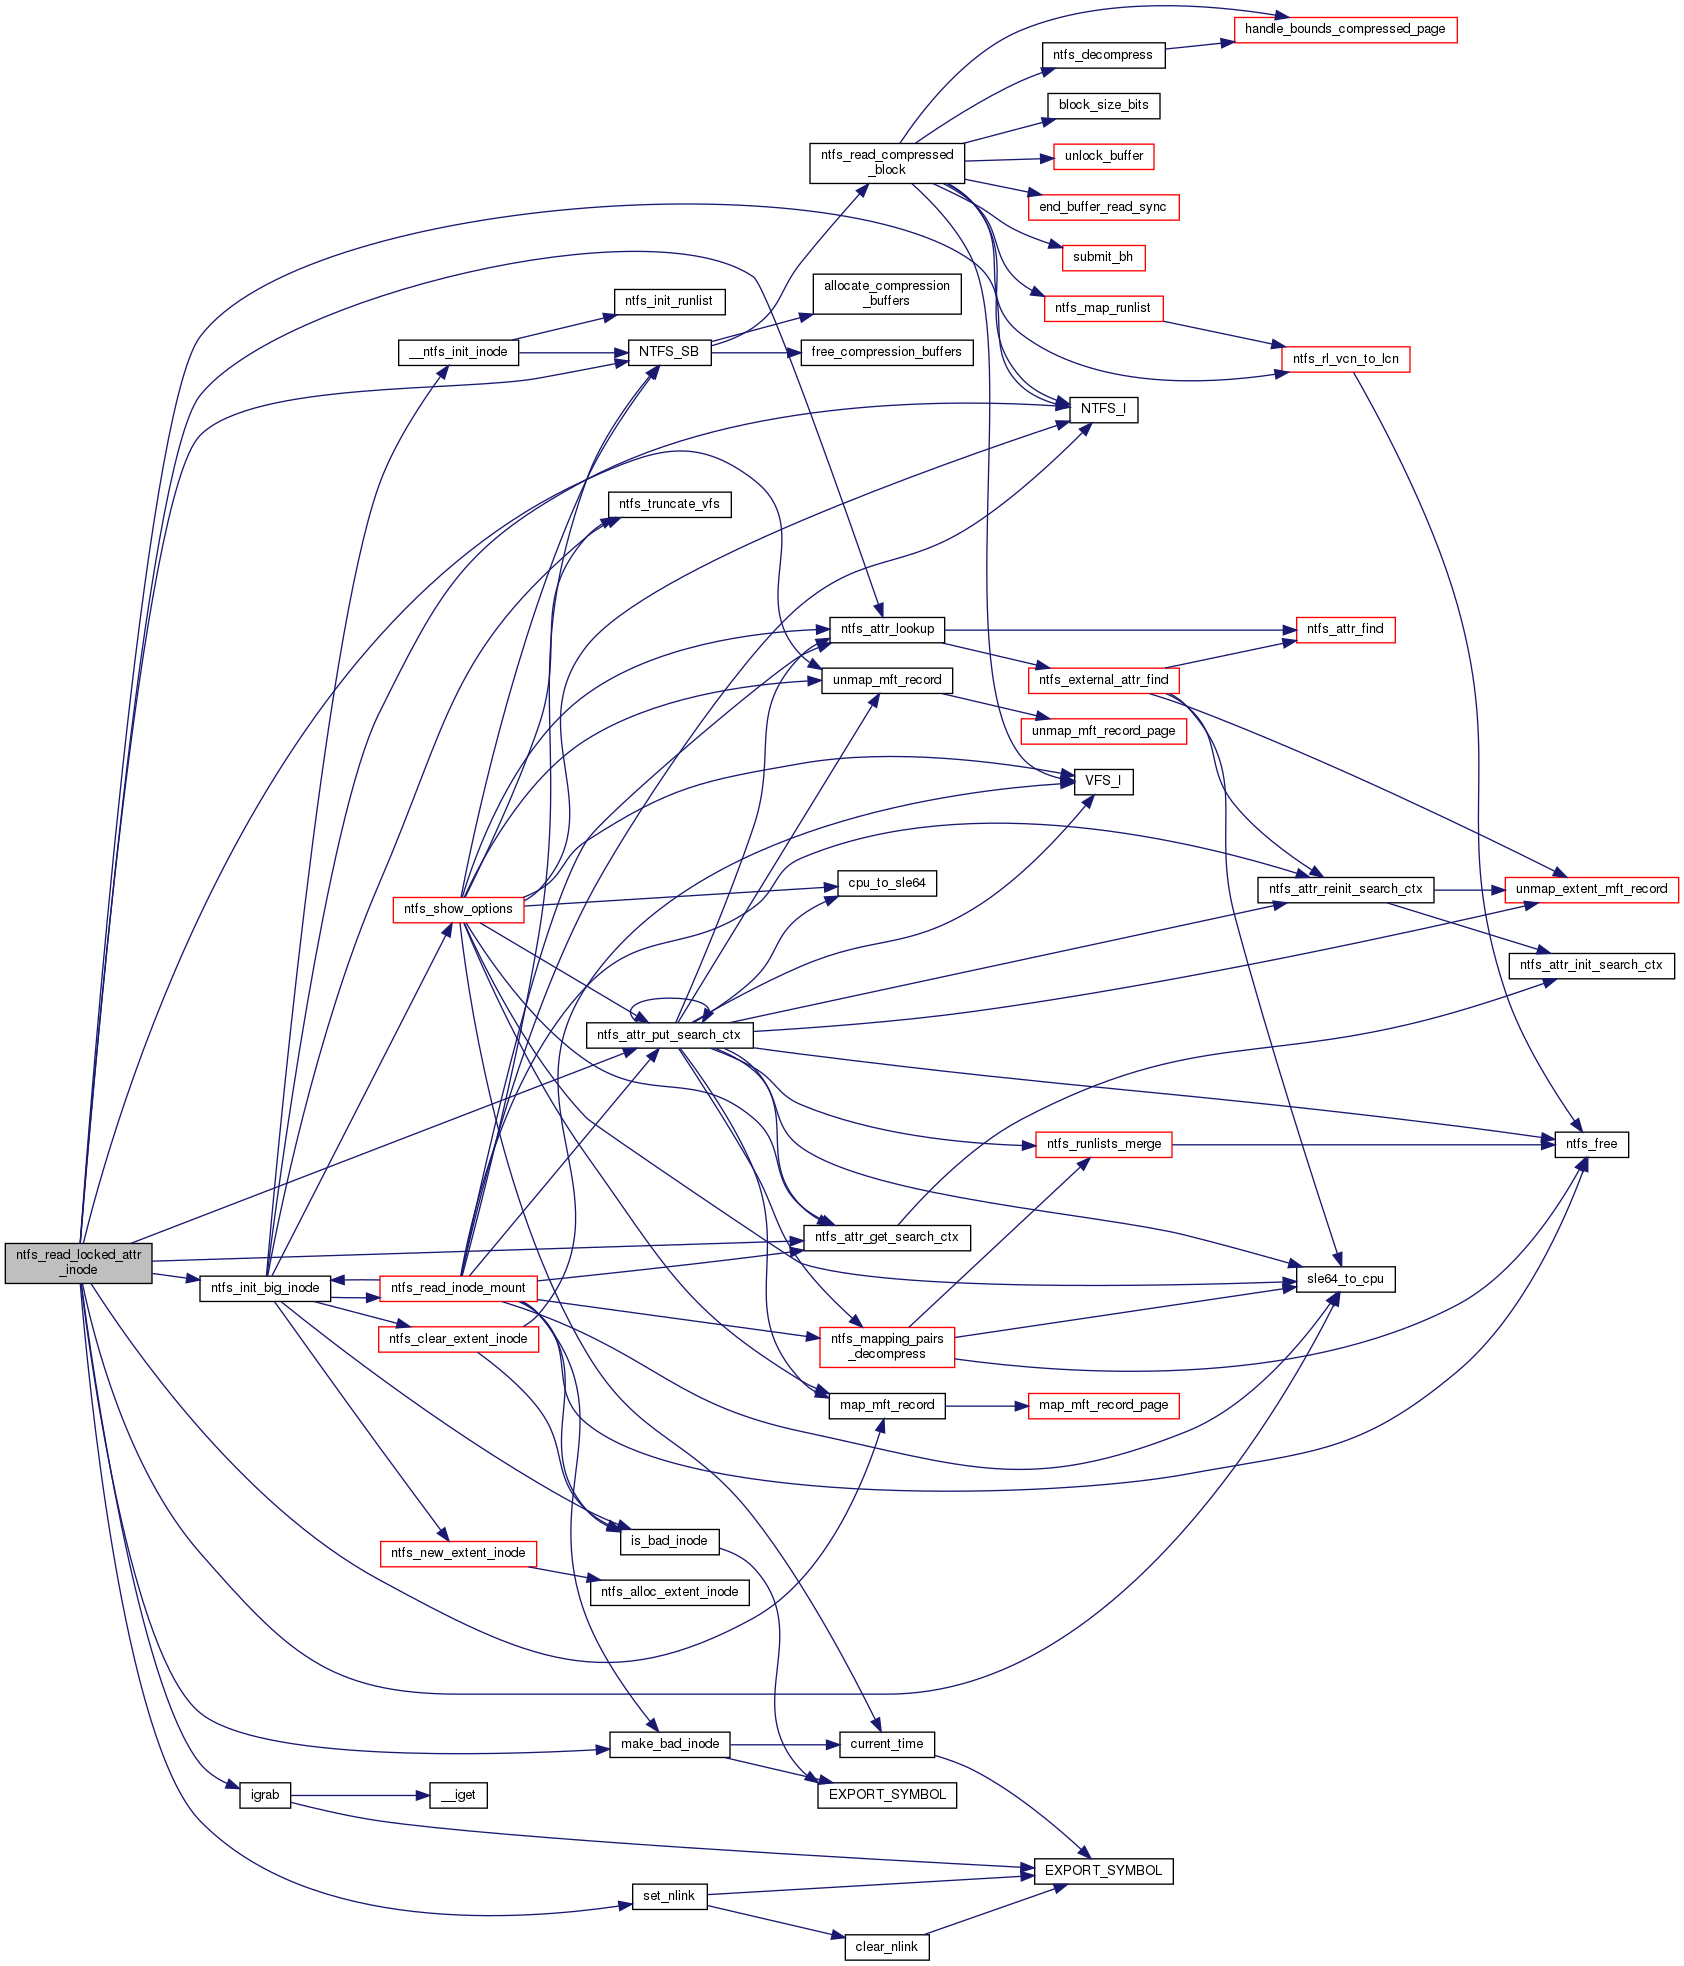 handle_bounds_compressed_page
ntfs_decompress
block_size_bits
ntfs_read_compressed
_block
unlock_buffer
end_buffer_read_sync
submit_bh
allocate_compression
_buffers
ntfs_init_runlist
ntfs_map_runlist
__ntfs_init_inode
NTFS_SB
free_compression_buffers
ntfs_rl_vcn_to_lcn
NTFS_I
ntfs_truncate_vfs
ntfs_attr_lookup
ntfs_attr_find
unmap_mft_record
ntfs_external_attr_find
unmap_mft_record_page
VFS_I
cpu_to_sle64
ntfs_attr_reinit_search_ctx
unmap_extent_mft_record
ntfs_show_options
ntfs_attr_init_search_ctx
ntfs_attr_put_search_ctx
ntfs_runlists_merge
ntfs_free
ntfs_attr_get_search_ctx
ntfs_read_locked_attr
_inode
ntfs_init_big_inode
ntfs_read_inode_mount
sle64_to_cpu
ntfs_clear_extent_inode
ntfs_mapping_pairs
_decompress
map_mft_record
map_mft_record_page
is_bad_inode
ntfs_new_extent_inode
ntfs_alloc_extent_inode
make_bad_inode
current_time
igrab
__iget
EXPORT_SYMBOL
EXPORT_SYMBOL
set_nlink
clear_nlink